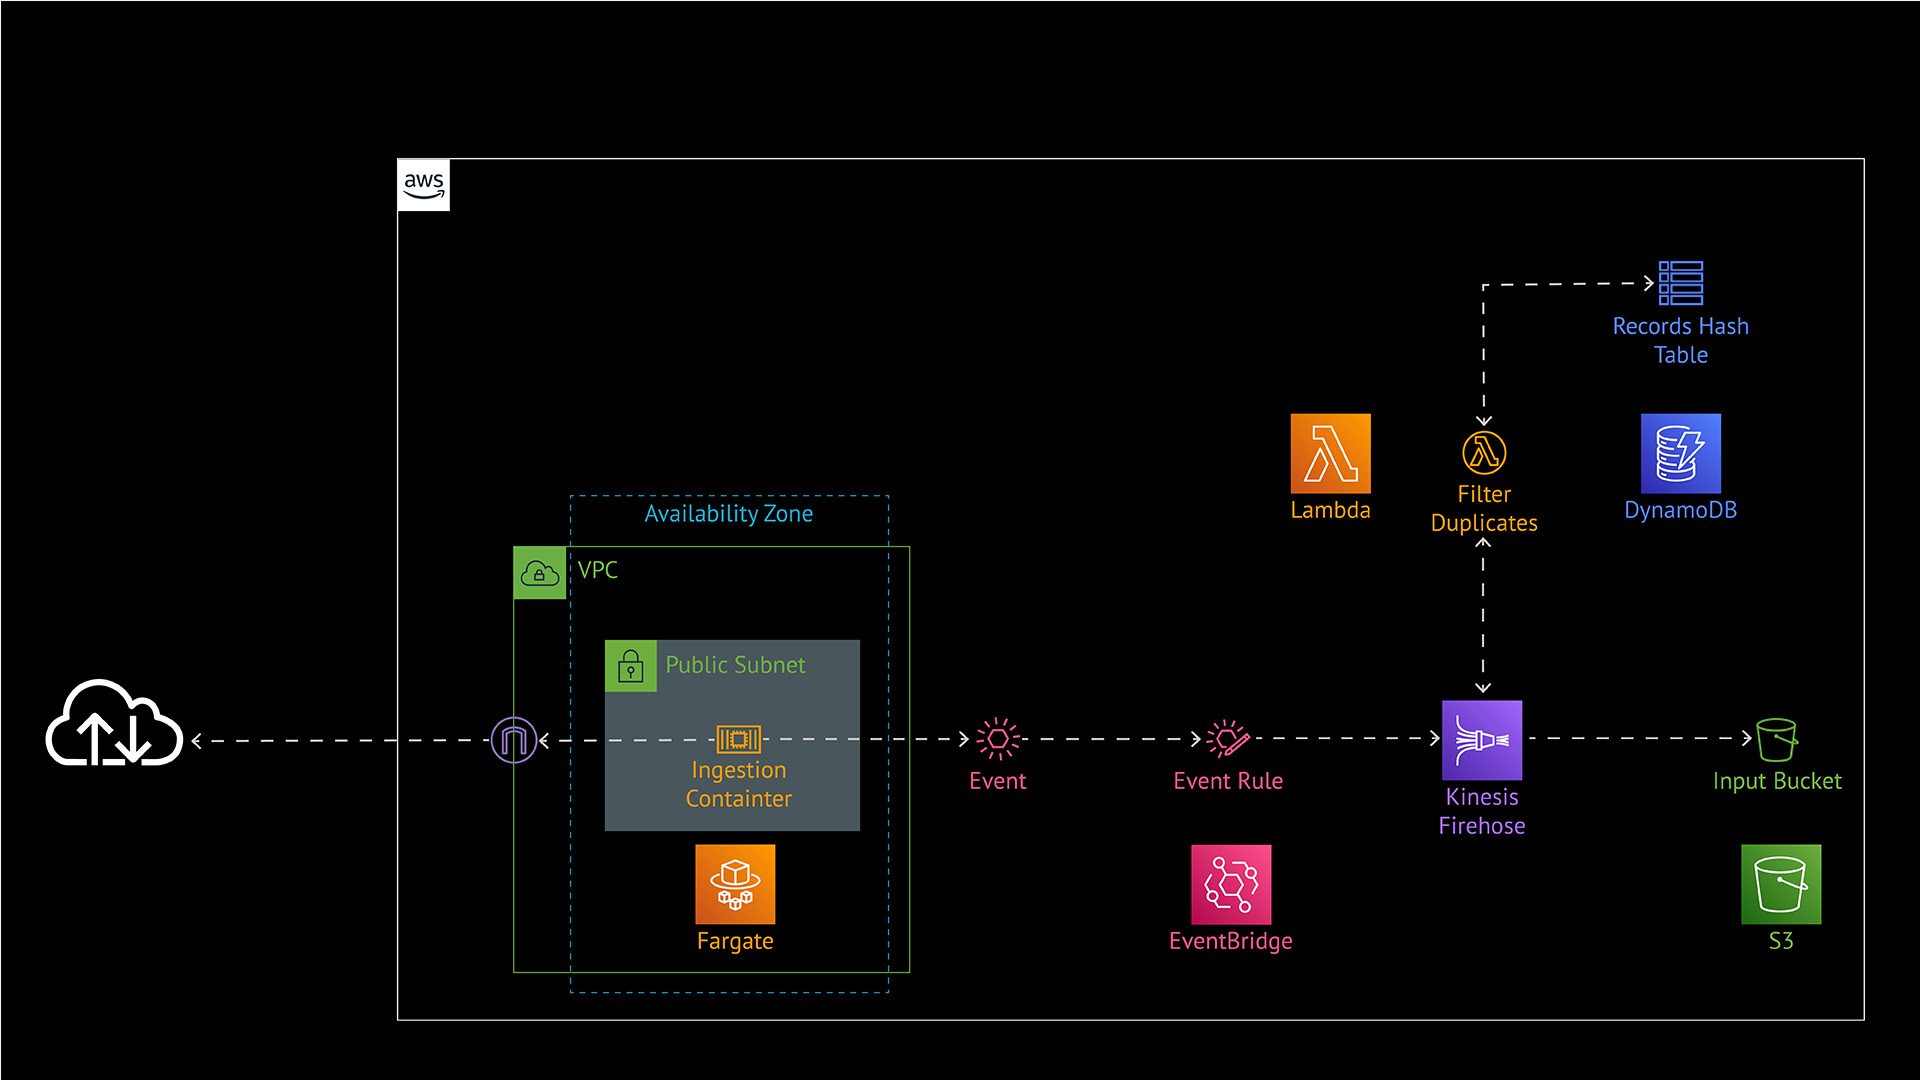 aws
Records Hash
Table
Lambda
Filter
Duplicates
DynamoDB
Availability Zone
VPC
Public Subnet
Ingestion
Containter
Event
Event Rule
Kinesis
Firehose
Input Bucket
Fargate
EventBridge
S3